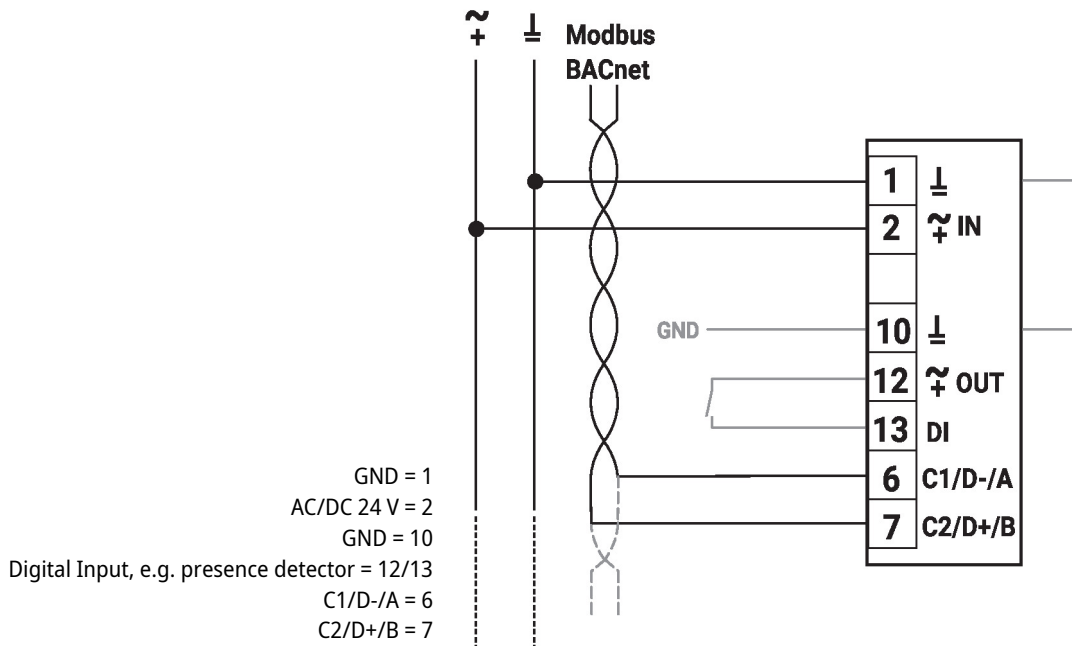 ~
+
⊥
Modbus
BACnet
1 ⊥
2 ~+ IN
GND 10 ⊥
12 ~+ OUT
13 DI
6 C1/D-/A
7 C2/D+/B
GND = 1
AC/DC 24 V = 2
GND = 10
Digital Input, e.g. presence detector = 12/13
C1/D-/A = 6
C2/D+/B = 7